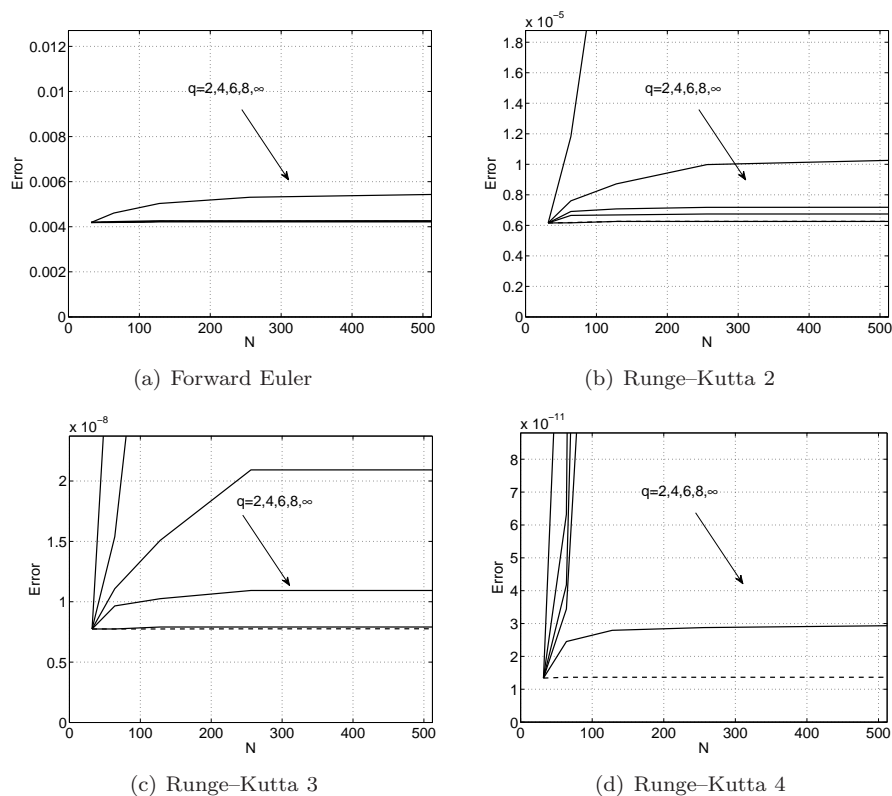 0.012
0.01
0.008
0.006
0.004
0.002
0
Error
q=2,4,6,8,∞
0 100 200 300 400 500
N
(a) Forward Euler
x 10⁻⁵
1.8
1.6
1.4
1.2
1
0.8
0.6
0.4
0.2
0
Error
q=2,4,6,8,∞
0 100 200 300 400 500
N
(b) Runge–Kutta 2
x 10⁻⁸
2
1.5
1
0.5
0
Error
q=2,4,6,8,∞
0 100 200 300 400 500
N
(c) Runge–Kutta 3
x 10⁻¹¹
8
7
6
5
4
3
2
1
0
Error
q=2,4,6,8,∞
0 100 200 300 400 500
N
(d) Runge–Kutta 4